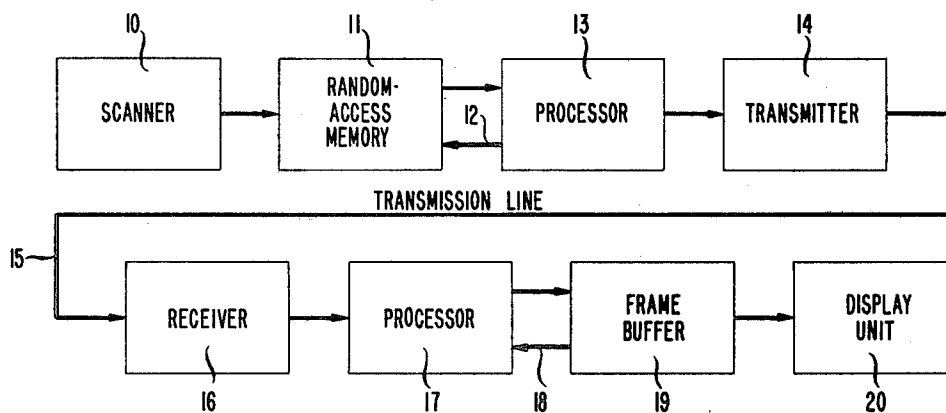 10
11
13
14
SCANNER
RANDOM-
ACCESS
MEMORY
12
PROCESSOR
TRANSMITTER
TRANSMISSION LINE
15
RECEIVER
PROCESSOR
FRAME
BUFFER
DISPLAY
UNIT
16
17
18
19
20